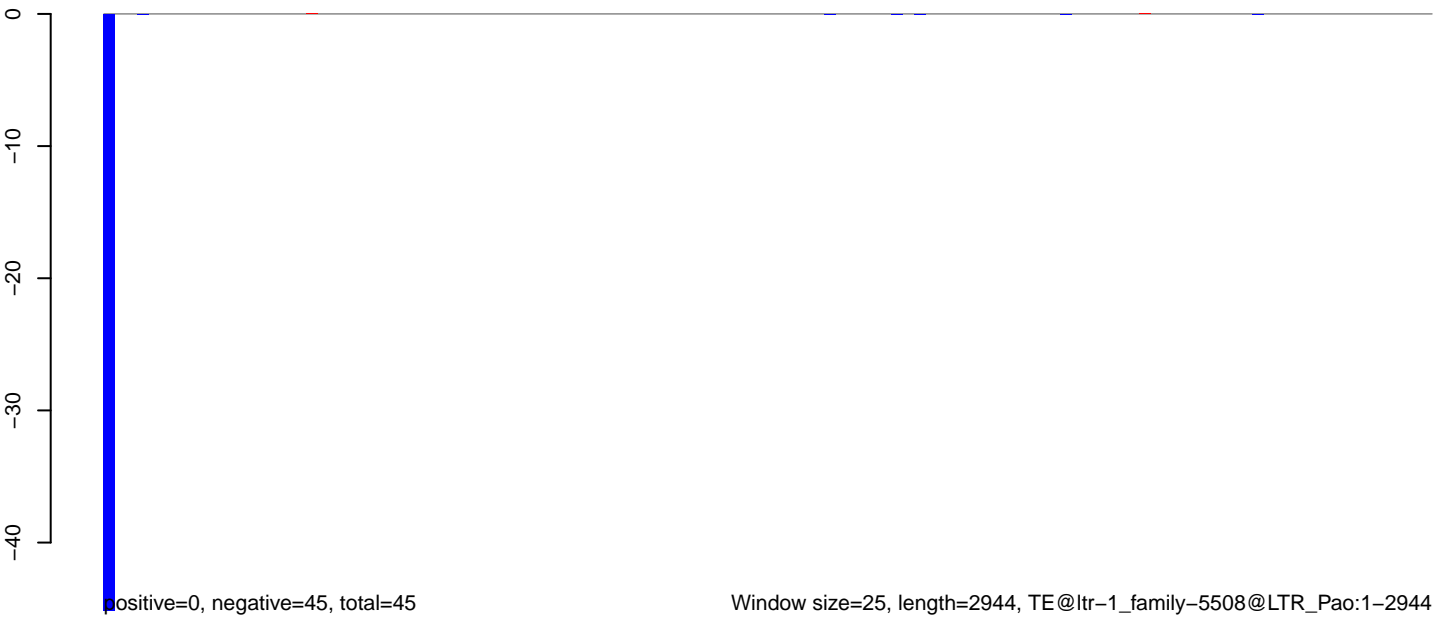 0
−10
−20
−30
−40
positive=0, negative=45, total=45
Window size=25, length=2944, TE@ltr−1_family−5508@LTR_Pao:1−2944